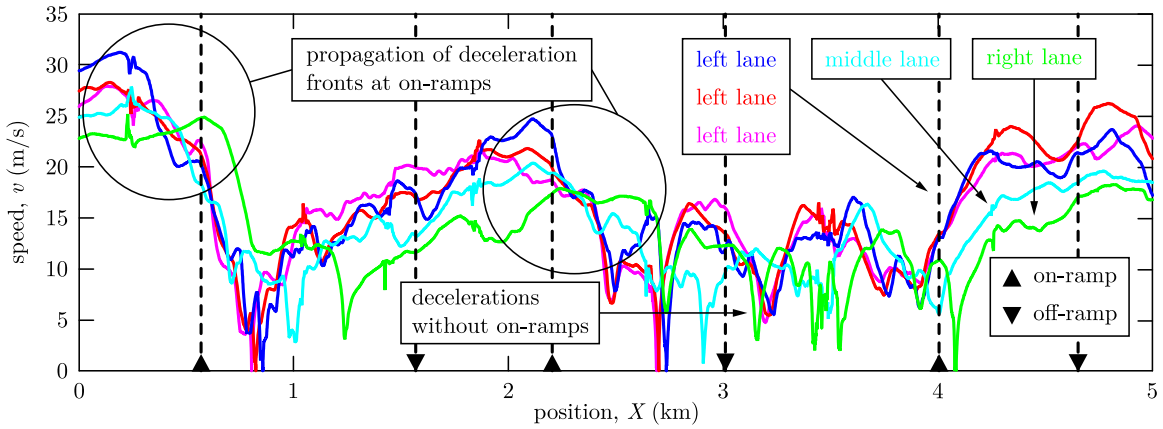 35
30
25
20
15
10
5
0
speed, v (m/s)
propagation of deceleration
fronts at on-ramps
left lane
left lane
left lane
middle lane
right lane
decelerations
without on-ramps
on-ramp
off-ramp
0
1
2
3
4
5
position, X (km)